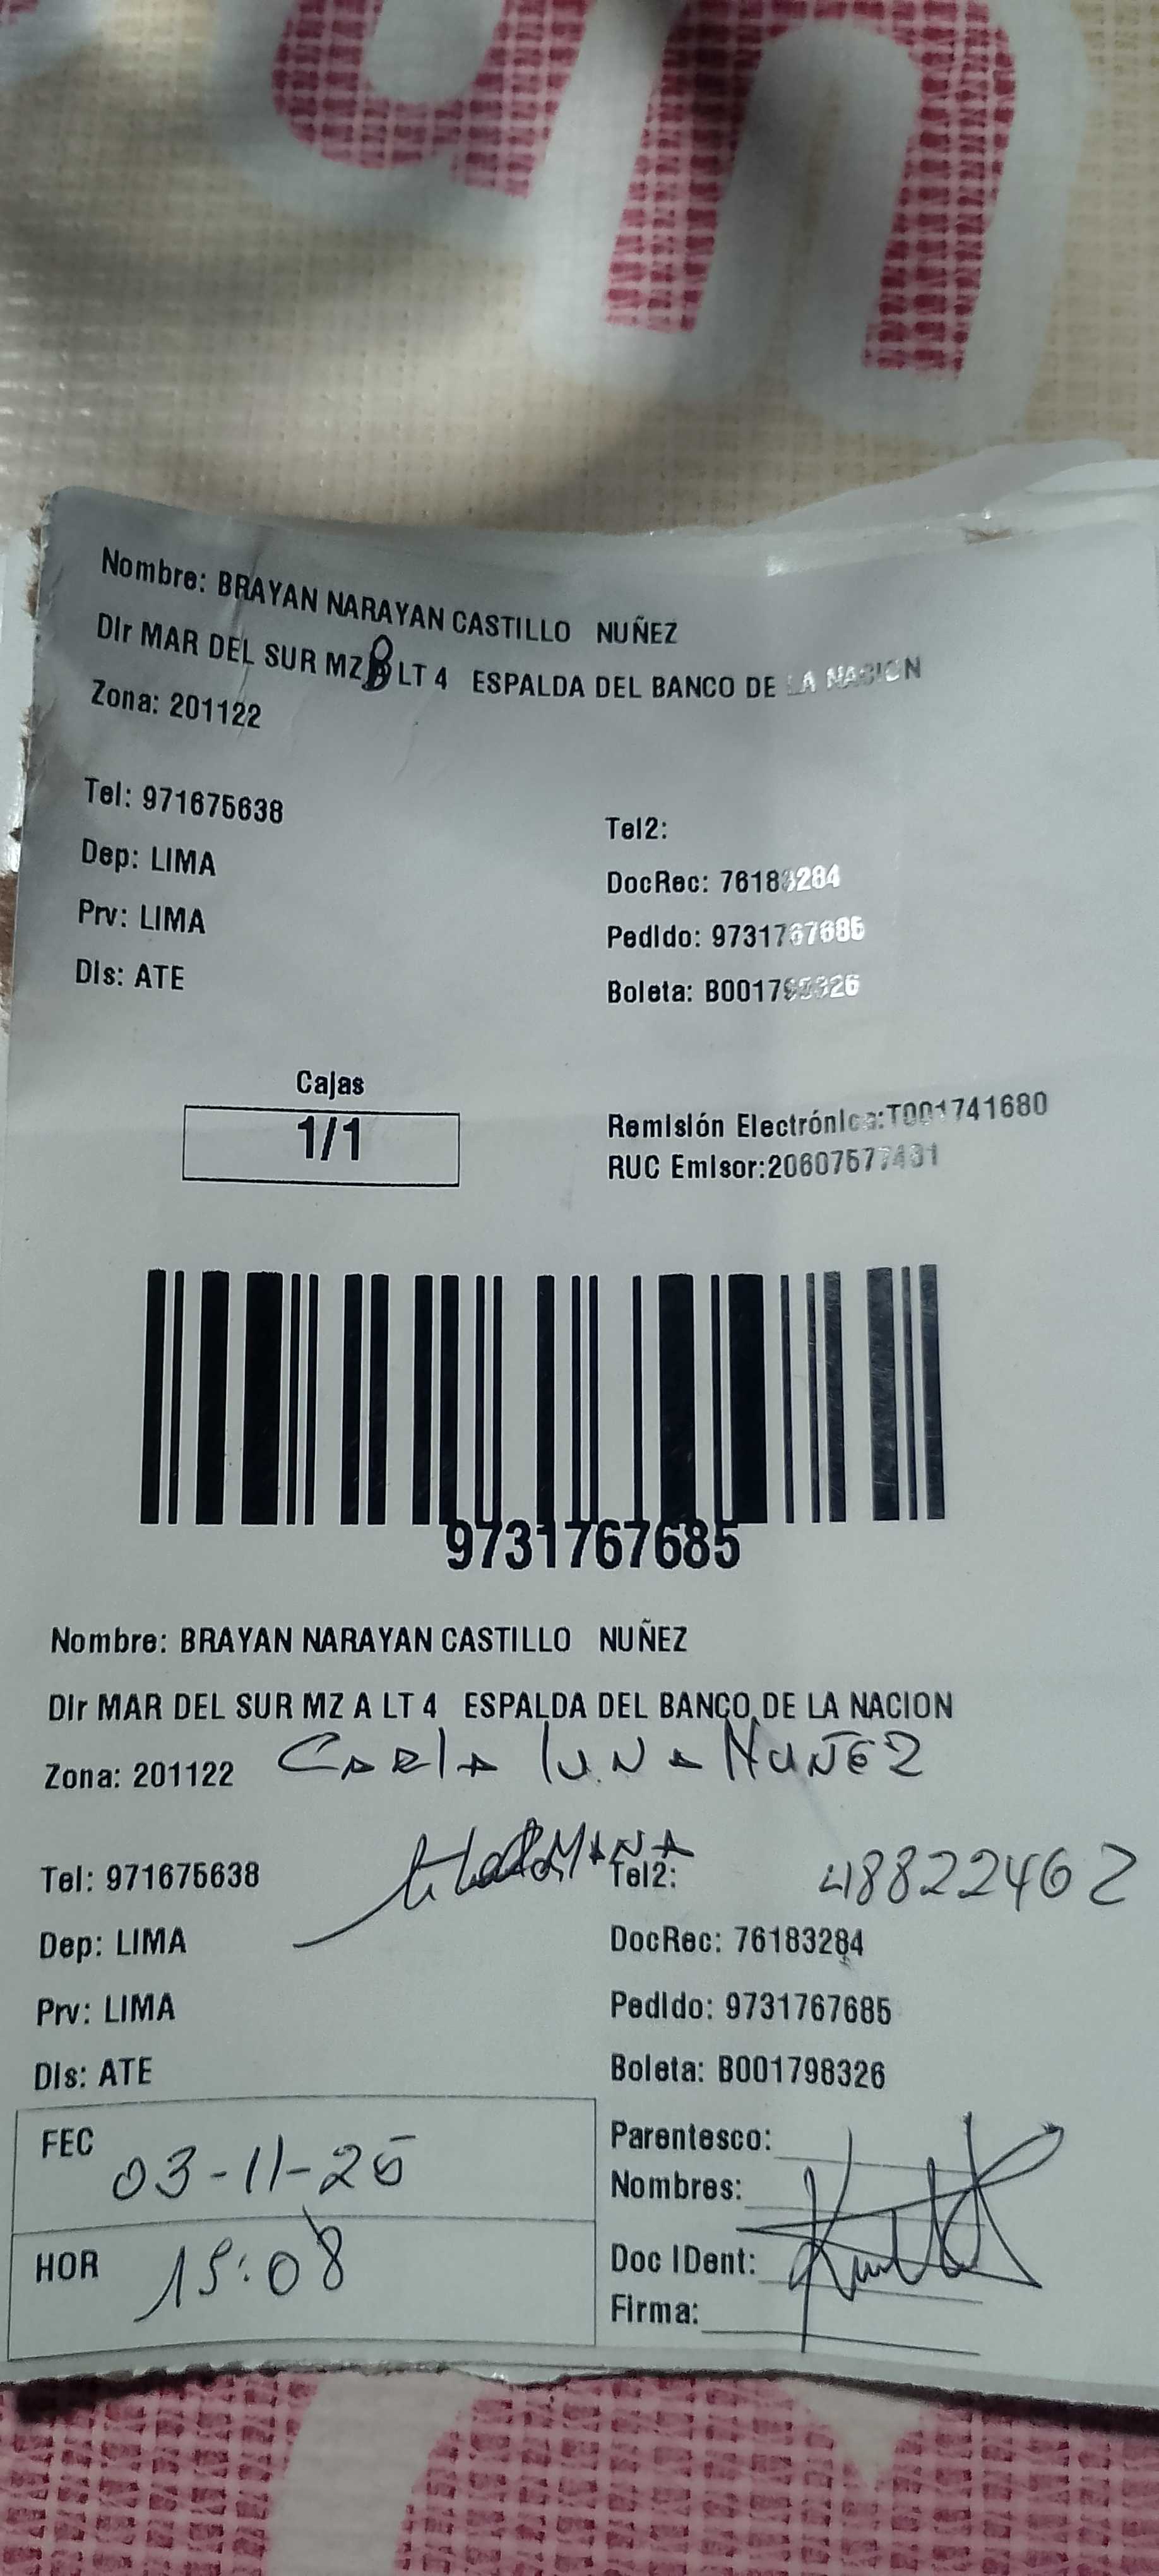 Nombre: BRAYAN NARAYAN CASTILLO NUÑEZ
Dir MAR DEL SUR MZ B LT 4 ESPALDA DEL BANCO DE LA NACION
Zona: 201122
Tel: 971675638
Tel2:
Dep: LIMA
DocRec: 76183284
Prv: LIMA
Pedido: 9731767685
Dis: ATE
Boleta: B001798326
Cajas
1/1
Remisión Electrónica:T001741680
RUC Emisor:20607577431
9731767685
Nombre: BRAYAN NARAYAN CASTILLO NUÑEZ
Dir MAR DEL SUR MZ A LT 4 ESPALDA DEL BANCO DE LA NACION
Zona: 201122 CARLA LUNA NUÑEZ
Tel: 971675638
Tel2: 48822462
Dep: LIMA
DocRec: 76183284
Prv: LIMA
Pedido: 9731767685
Dis: ATE
Boleta: B001798326
FEC 03-11-25
HOR 15:08
Parentesco:
Nombres:
Doc IDent:
Firma: